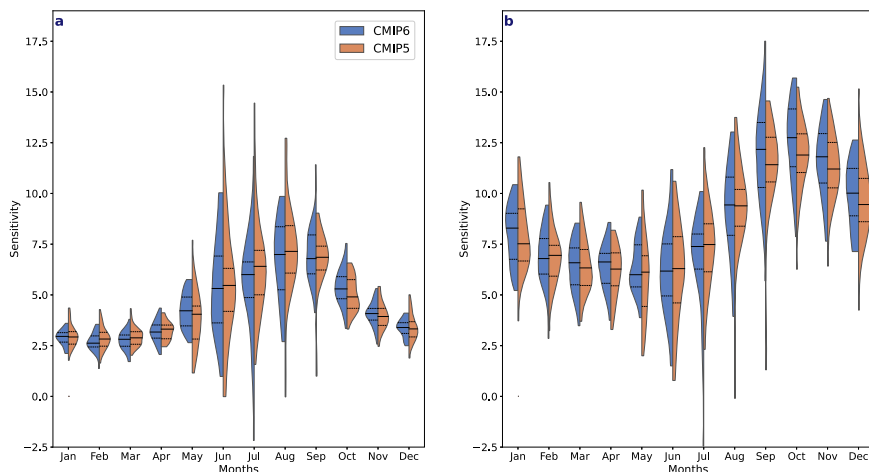 a
CMIP6
CMIP5
17.5
15.0
12.5
10.0
7.5
5.0
2.5
0.0
−2.5
Sensitivity
Jan Feb Mar Apr May Jun Jul Aug Sep Oct Nov Dec
Months
b
17.5
15.0
12.5
10.0
7.5
5.0
2.5
0.0
−2.5
Sensitivity
Jan Feb Mar Apr May Jun Jul Aug Sep Oct Nov Dec
Months